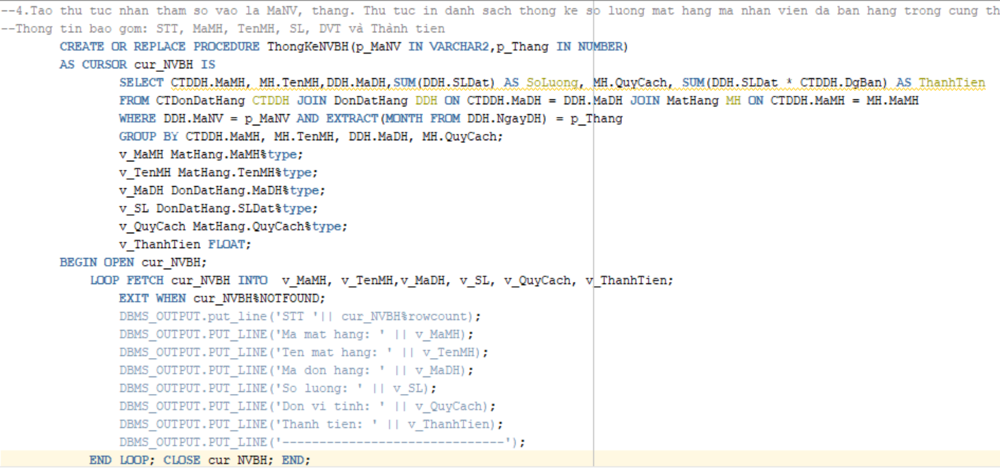 --4.Tao thu tuc nhan tham so vao la MaNV, thang. Thu tuc in danh sach thong ke so luong mat hang ma nhan vien da ban hang trong cung th
--Thong tin bao gom: STT, MaMH, TenMH, SL, DVT và Thành tien
CREATE OR REPLACE PROCEDURE ThongKeNVBH(p_MaNV IN VARCHAR2,p_Thang IN NUMBER)
AS CURSOR cur_NVBH IS
SELECT CTDDH.MaMH, MH.TenMH,DDH.MaDH,SUM(DDH.SLDat) AS SoLuong, MH.QuyCach, SUM(DDH.SLDat * CTDDH.DgBan) AS ThanhTien
FROM CTDonDatHang CTDDH JOIN DonDatHang DDH ON CTDDH.MaDH = DDH.MaDH JOIN MatHang MH ON CTDDH.MaMH = MH.MaMH
WHERE DDH.MaNV = p_MaNV AND EXTRACT(MONTH FROM DDH.NgayDH) = p_Thang
GROUP BY CTDDH.MaMH, MH.TenMH, DDH.MaDH, MH.QuyCach;
v_MaMH MatHang.MaMH%type;
v_TenMH MatHang.TenMH%type;
v_MaDH DonDatHang.MaDH%type;
v_SL DonDatHang.SLDat%type;
v_QuyCach MatHang.QuyCach%type;
v_ThanhTien FLOAT;
BEGIN OPEN cur_NVBH;
LOOP FETCH cur_NVBH INTO  v_MaMH, v_TenMH,v_MaDH, v_SL, v_QuyCach, v_ThanhTien;
EXIT WHEN cur_NVBH%NOTFOUND;
DBMS_OUTPUT.put_line('STT '|| cur_NVBH%rowcount);
DBMS_OUTPUT.PUT_LINE('Ma mat hang: ' || v_MaMH);
DBMS_OUTPUT.PUT_LINE('Ten mat hang: ' || v_TenMH);
DBMS_OUTPUT.PUT_LINE('Ma don hang: ' || v_MaDH);
DBMS_OUTPUT.PUT_LINE('So luong: ' || v_SL);
DBMS_OUTPUT.PUT_LINE('Don vi tinh: ' || v_QuyCach);
DBMS_OUTPUT.PUT_LINE('Thanh tien: ' || v_ThanhTien);
DBMS_OUTPUT.PUT_LINE('------------------------------');
END LOOP; CLOSE cur_NVBH; END;